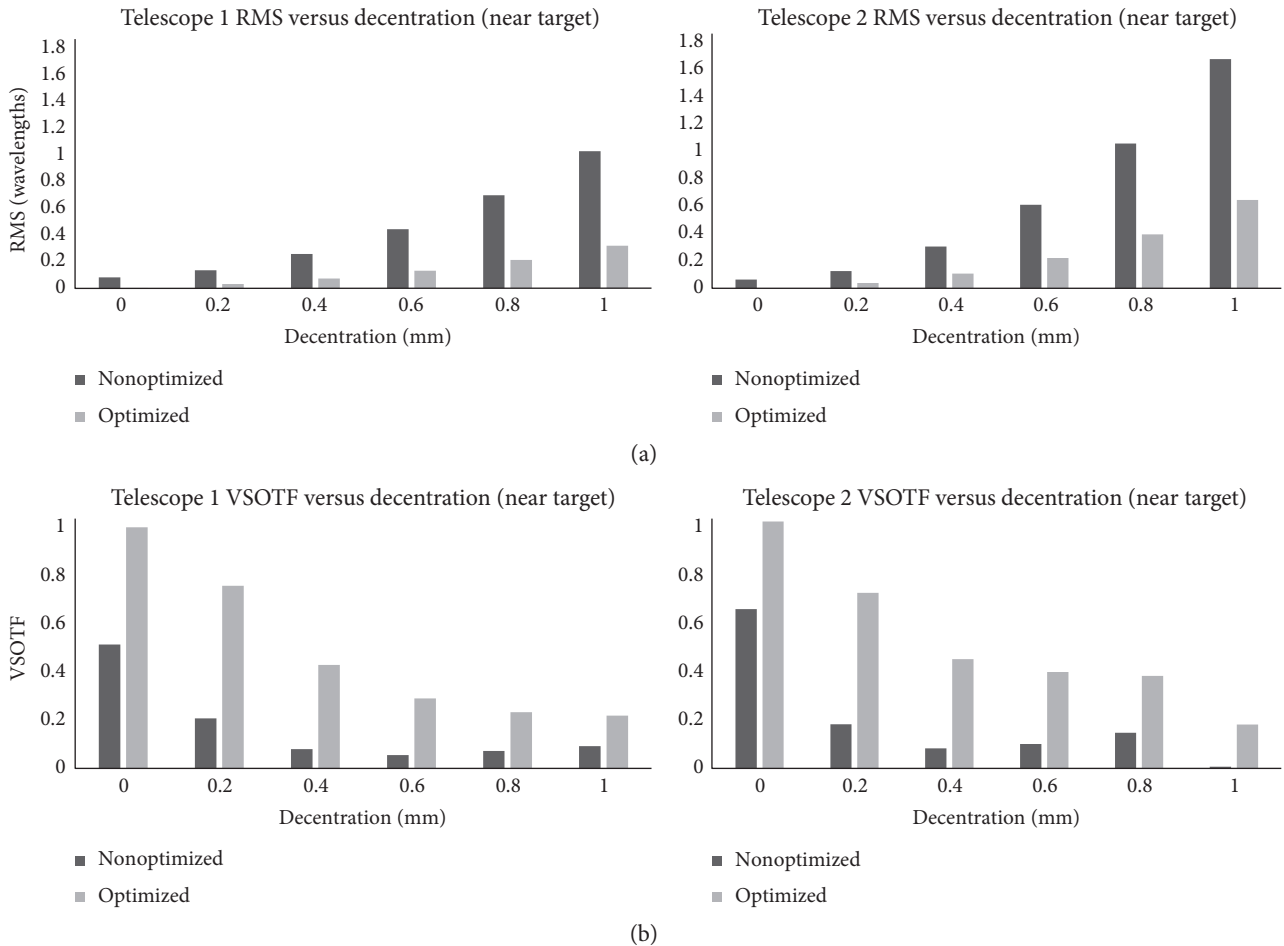 Telescope 1 RMS versus decentration (near target)
RMS (wavelengths)
1.8
1.6
1.4
1.2
1
0.8
0.6
0.4
0.2
0
0 0.2 0.4 0.6 0.8 1
Decentration (mm)
Nonoptimized
Optimized
Telescope 2 RMS versus decentration (near target)
1.8
1.6
1.4
1.2
1
0.8
0.6
0.4
0.2
0
0 0.2 0.4 0.6 0.8 1
Decentration (mm)
Nonoptimized
Optimized
(a)
Telescope 1 VSOTF versus decentration (near target)
VSOTF
1
0.8
0.6
0.4
0.2
0
0 0.2 0.4 0.6 0.8 1
Decentration (mm)
Nonoptimized
Optimized
Telescope 2 VSOTF versus decentration (near target)
1
0.8
0.6
0.4
0.2
0
0 0.2 0.4 0.6 0.8 1
Decentration (mm)
Nonoptimized
Optimized
(b)